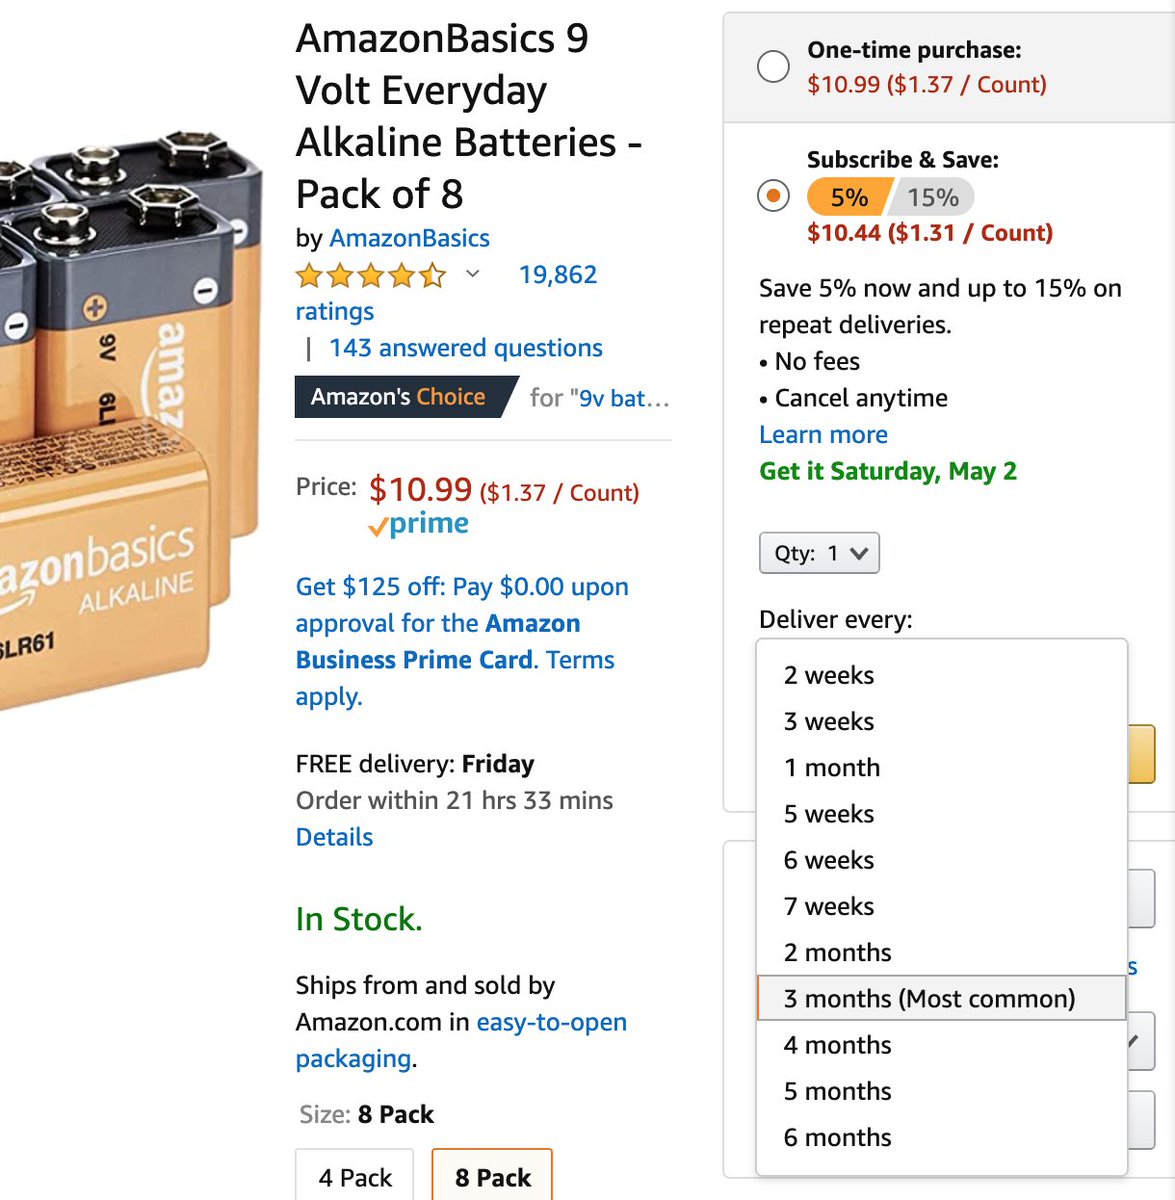 AmazonBasics 9
Volt Everyday
Alkaline Batteries -
Pack of 8
by AmazonBasics
19,862
ratings
| 143 answered questions
Amazon's Choice for "9v bat…
Price: $10.99 ($1.37 / Count)
prime
Get $125 off: Pay $0.00 upon
approval for the Amazon
Business Prime Card. Terms
apply.
FREE delivery: Friday
Order within 21 hrs 33 mins
Details
In Stock.
Ships from and sold by
Amazon.com in easy-to-open
packaging.
Size: 8 Pack
4 Pack
8 Pack
One-time purchase:
$10.99 ($1.37 / Count)
Subscribe & Save:
5% 15%
$10.44 ($1.31 / Count)
Save 5% now and up to 15% on
repeat deliveries.
• No fees
• Cancel anytime
Learn more
Get it Saturday, May 2
Qty: 1
Deliver every:
2 weeks
3 weeks
1 month
5 weeks
6 weeks
7 weeks
2 months
3 months (Most common)
4 months
5 months
6 months
s
9V 6L
amaz
azonbasics
ALKALINE
6LR61